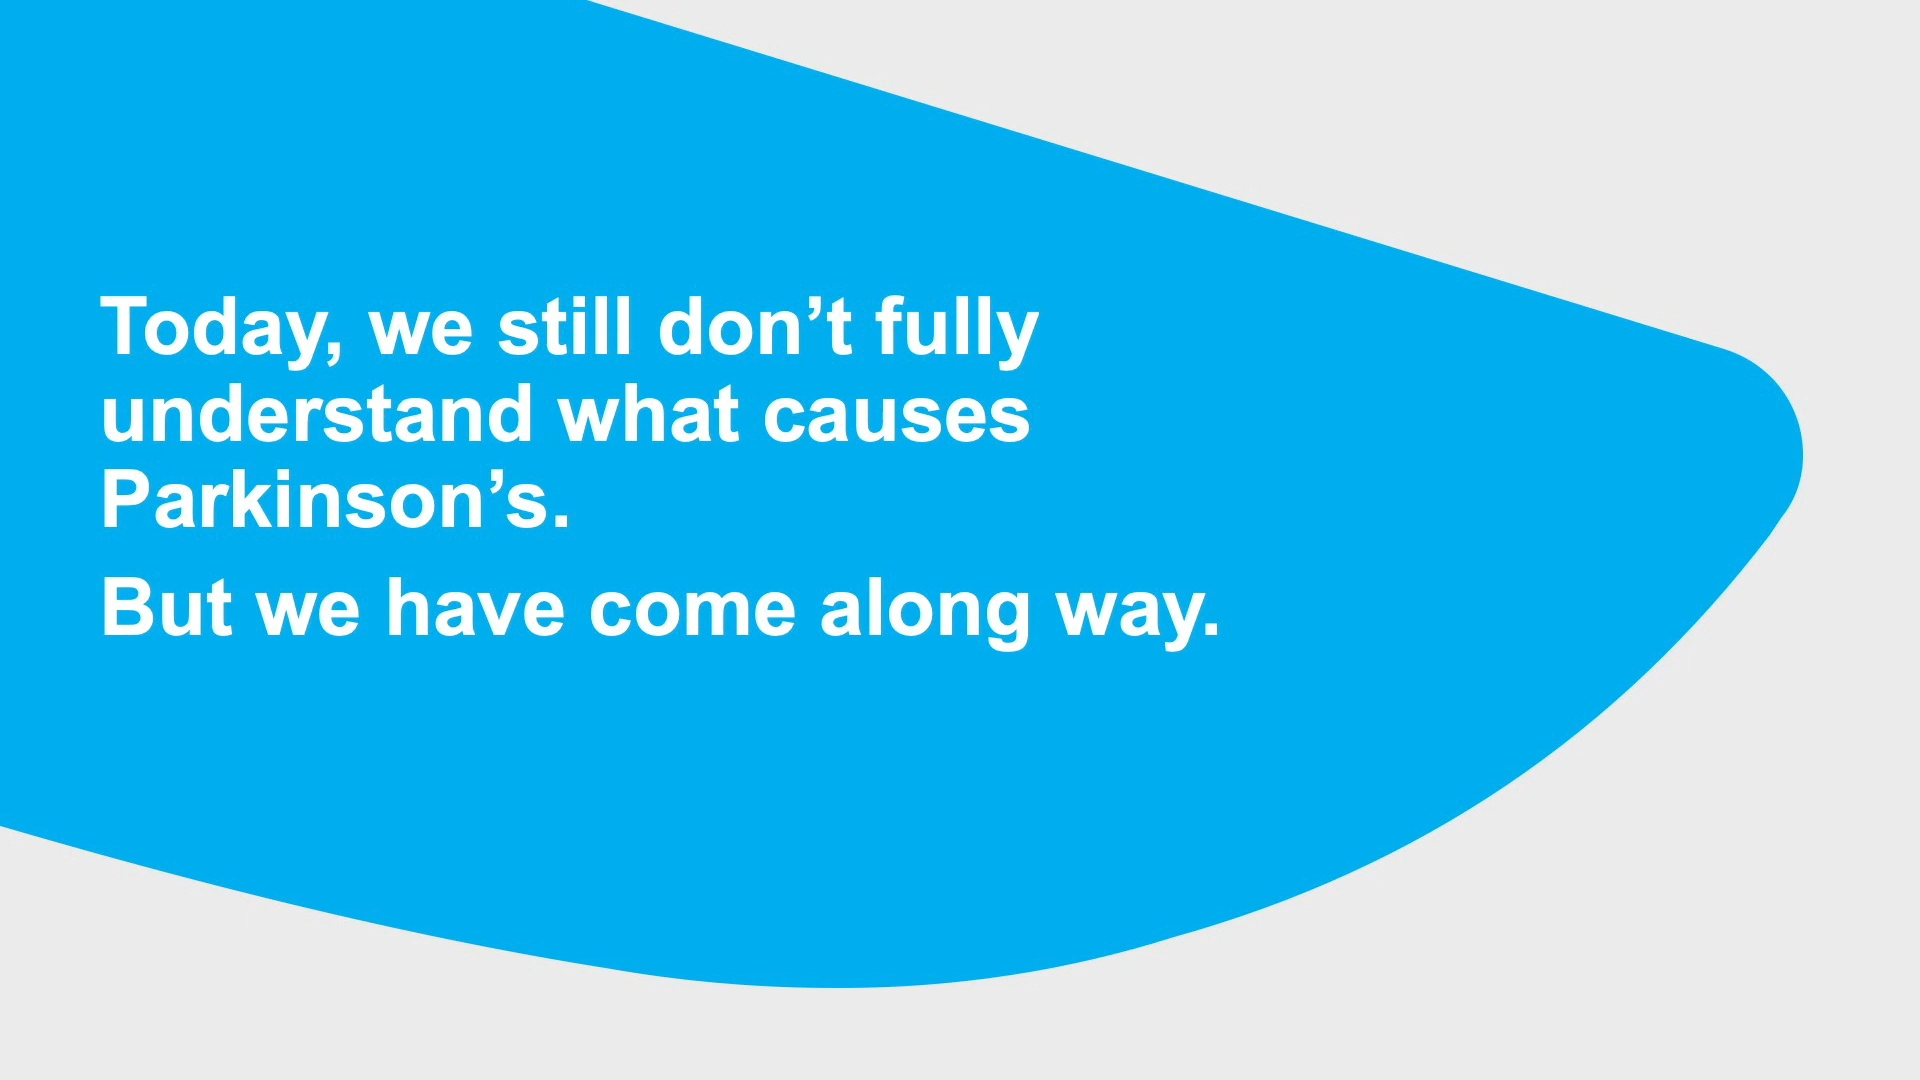 Today, we still don’t fully
understand what causes
Parkinson’s.
But we have come along way.